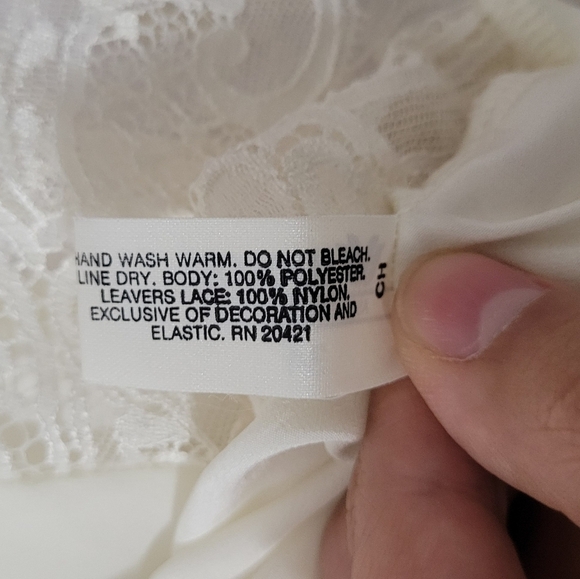 HAND WASH WARM. DO NOT BLEACH.
LINE DRY. BODY: 100% POLYESTER.
LEAVERS LACE: 100% NYLON.
EXCLUSIVE OF DECORATION AND
ELASTIC. RN 20421
CH